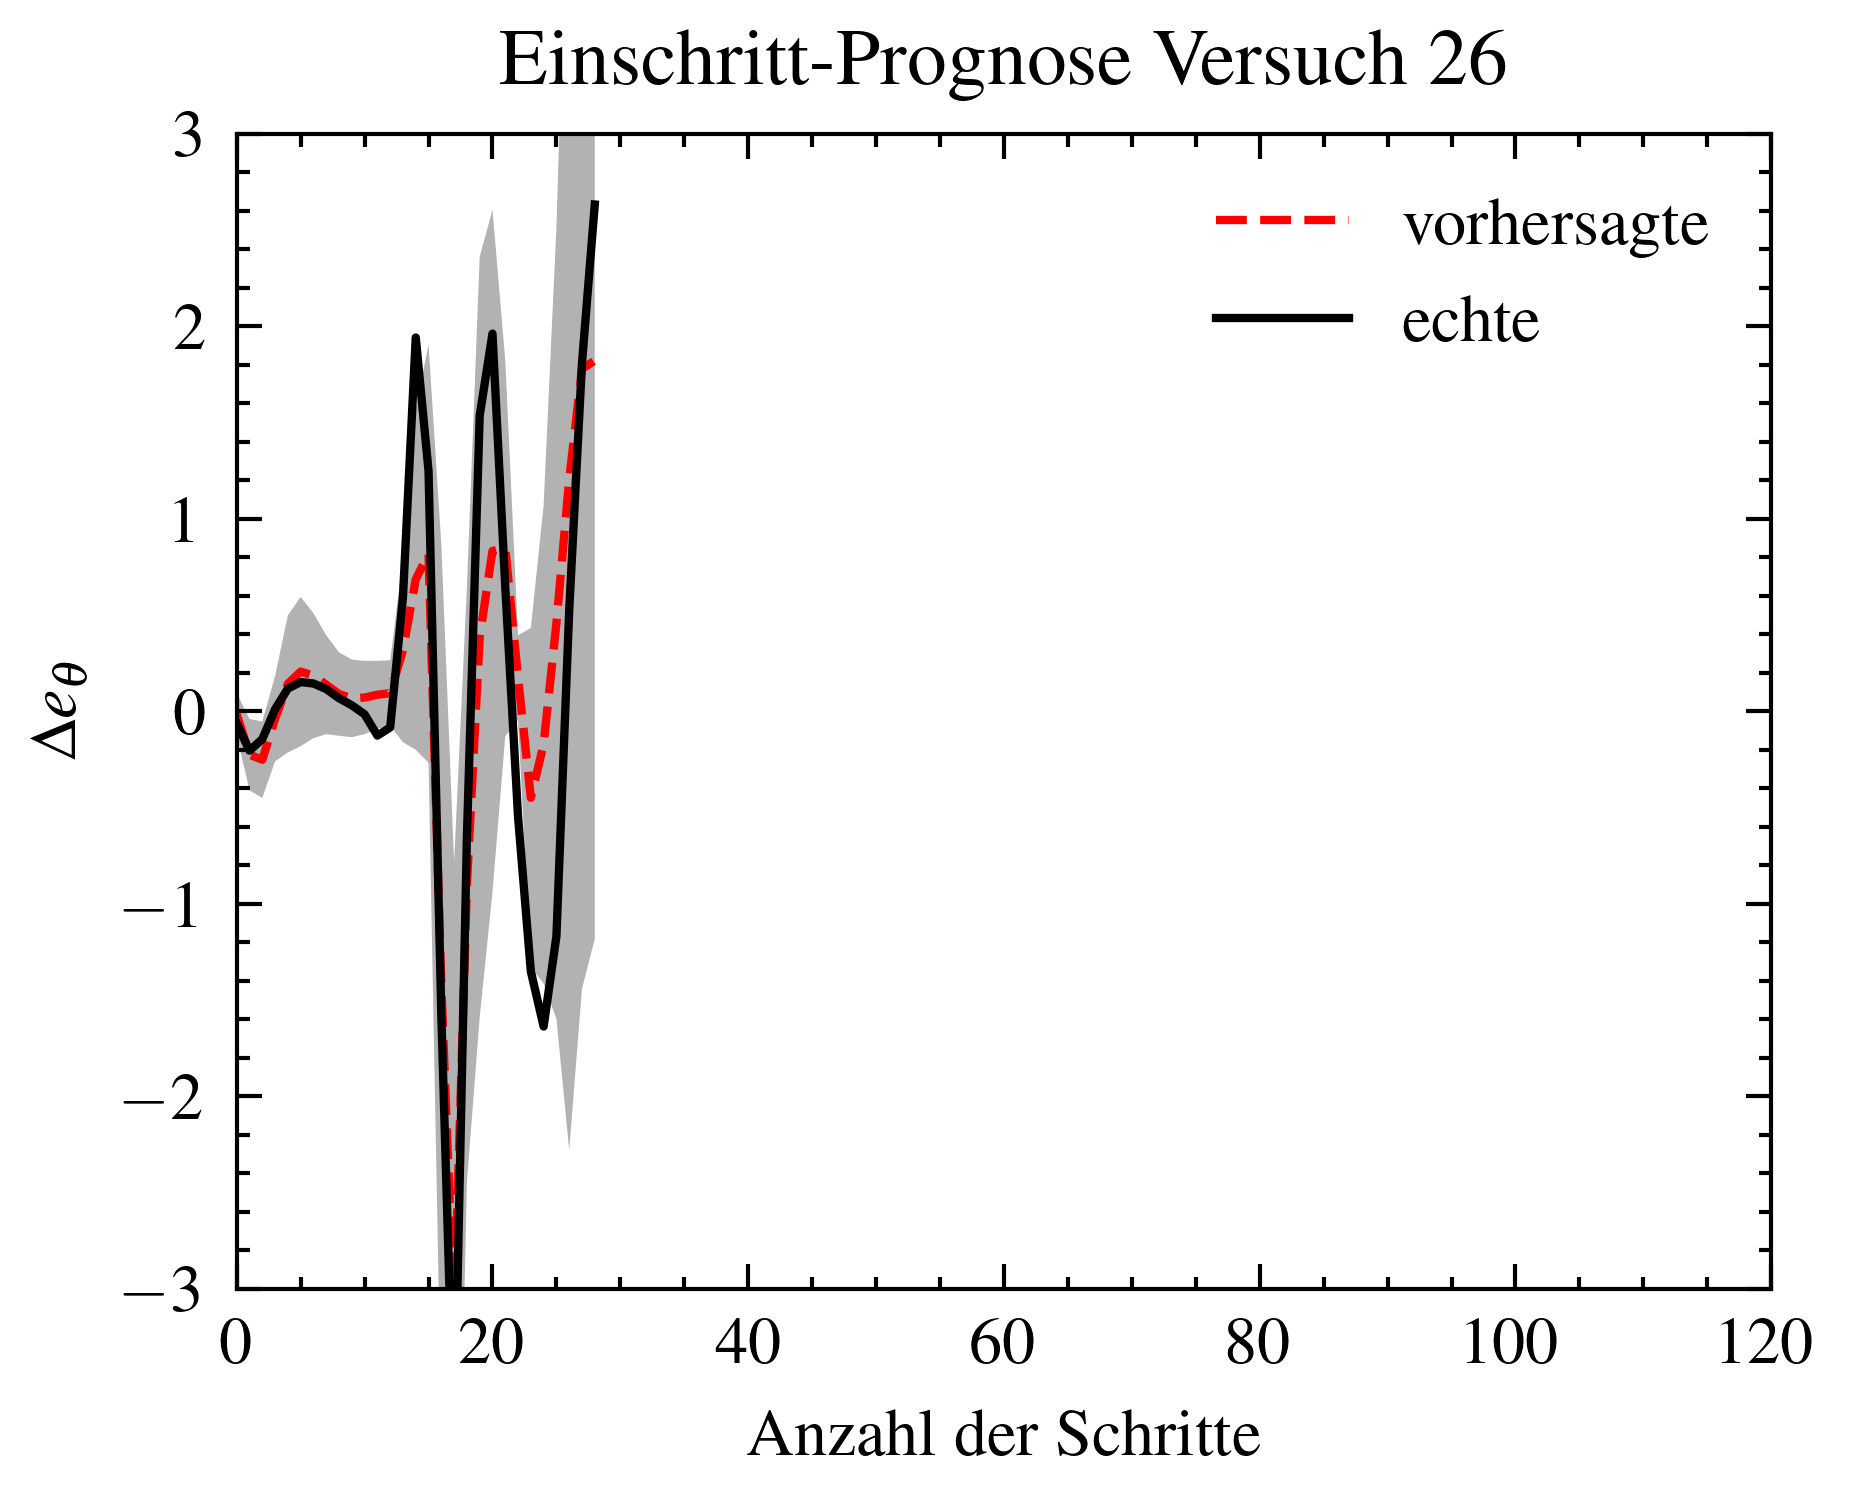 Einschritt-Prognose Versuch 26
3
2
1
0
−1
−2
−3
Δe_θ
vorhersagte
echte
0 20 40 60 80 100 120
Anzahl der Schritte